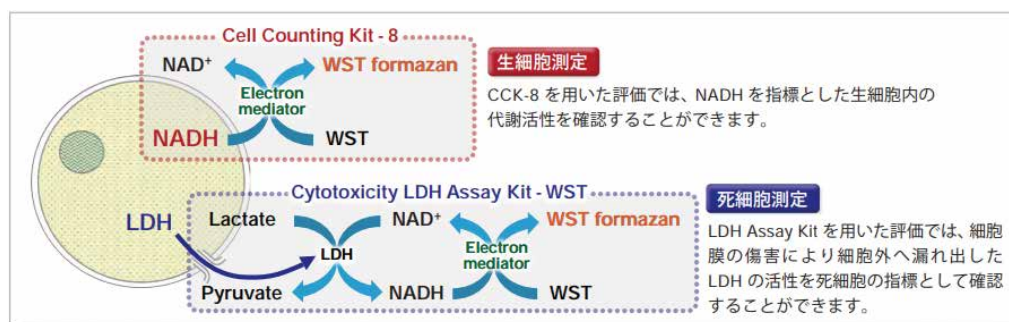 Cell Counting Kit - 8
NAD⁺
WST formazan
Electron
mediator
NADH
WST
生細胞測定
CCK-8 を用いた評価では、NADH を指標とした生細胞内の
代謝活性を確認することができます。
Cytotoxicity LDH Assay Kit - WST
LDH
Lactate
NAD⁺
WST formazan
LDH
Electron
mediator
Pyruvate
NADH
WST
死細胞測定
LDH Assay Kit を用いた評価では、細胞
膜の傷害により細胞外へ漏れ出した
LDH の活性を死細胞の指標として確認
することができます。